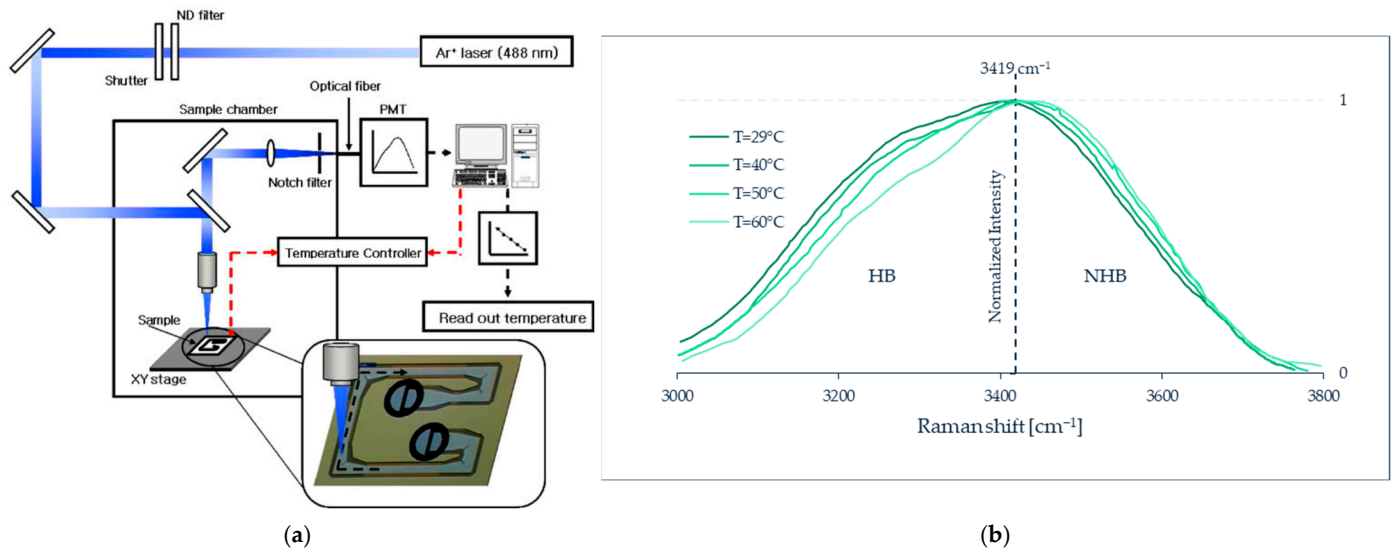 ND filter
Ar⁺ laser (488 nm)
Shutter
Optical fiber
Sample chamber
PMT
Notch filter
Temperature Controller
Read out temperature
Sample
XY stage
(a)
3419 cm⁻¹
1
T=29°C
T=40°C
T=50°C
T=60°C
Normalized Intensity
HB
NHB
0
3000
3200
3400
3600
3800
Raman shift [cm⁻¹]
(b)